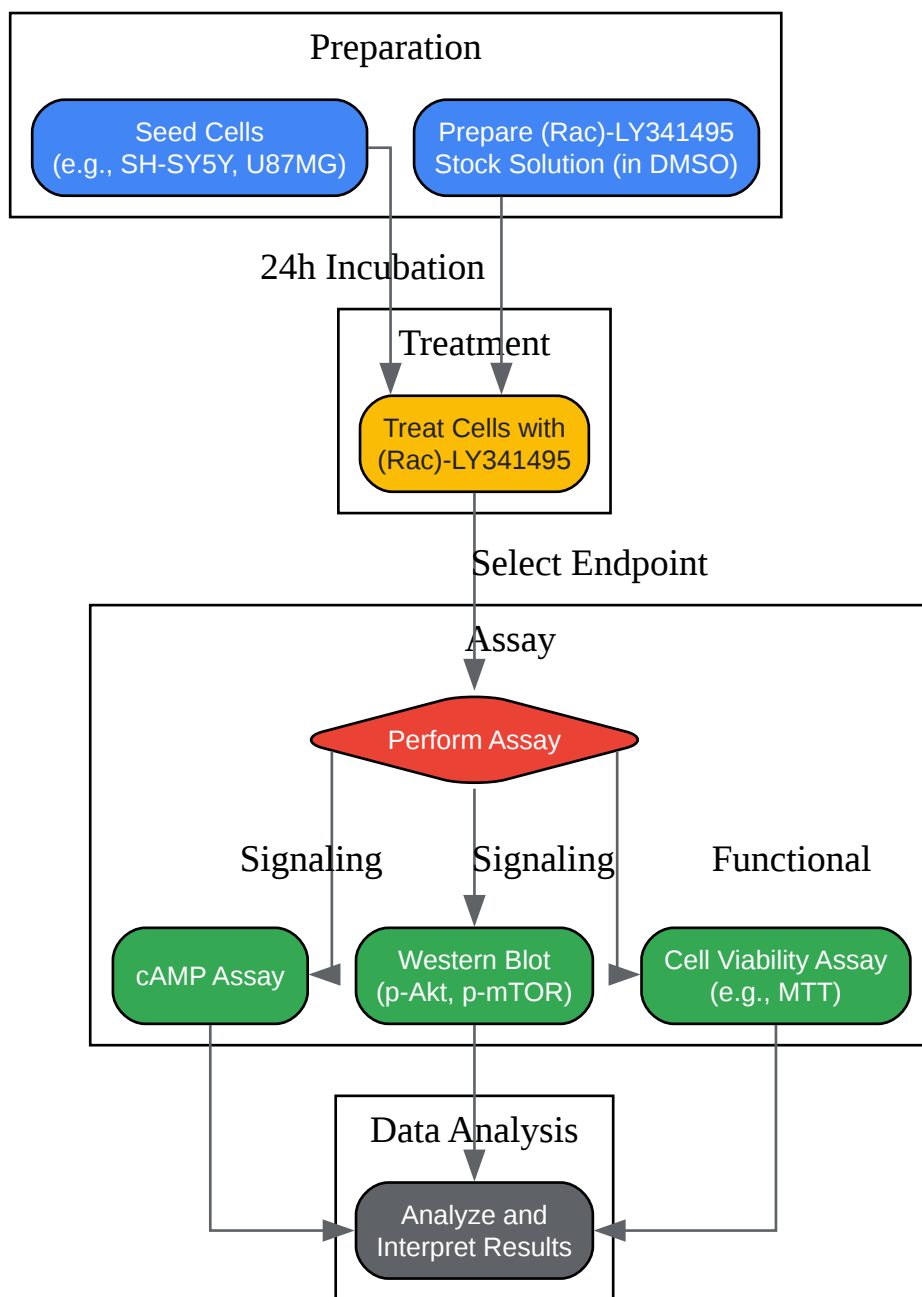 Preparation
Seed Cells
(e.g., SH-SY5Y, U87MG)
Prepare (Rac)-LY341495
Stock Solution (in DMSO)
24h Incubation
Treatment
Treat Cells with
(Rac)-LY341495
Select Endpoint
Assay
Perform Assay
Signaling
Signaling
Functional
cAMP Assay
Western Blot
(p-Akt, p-mTOR)
Cell Viability Assay
(e.g., MTT)
Data Analysis
Analyze and
Interpret Results